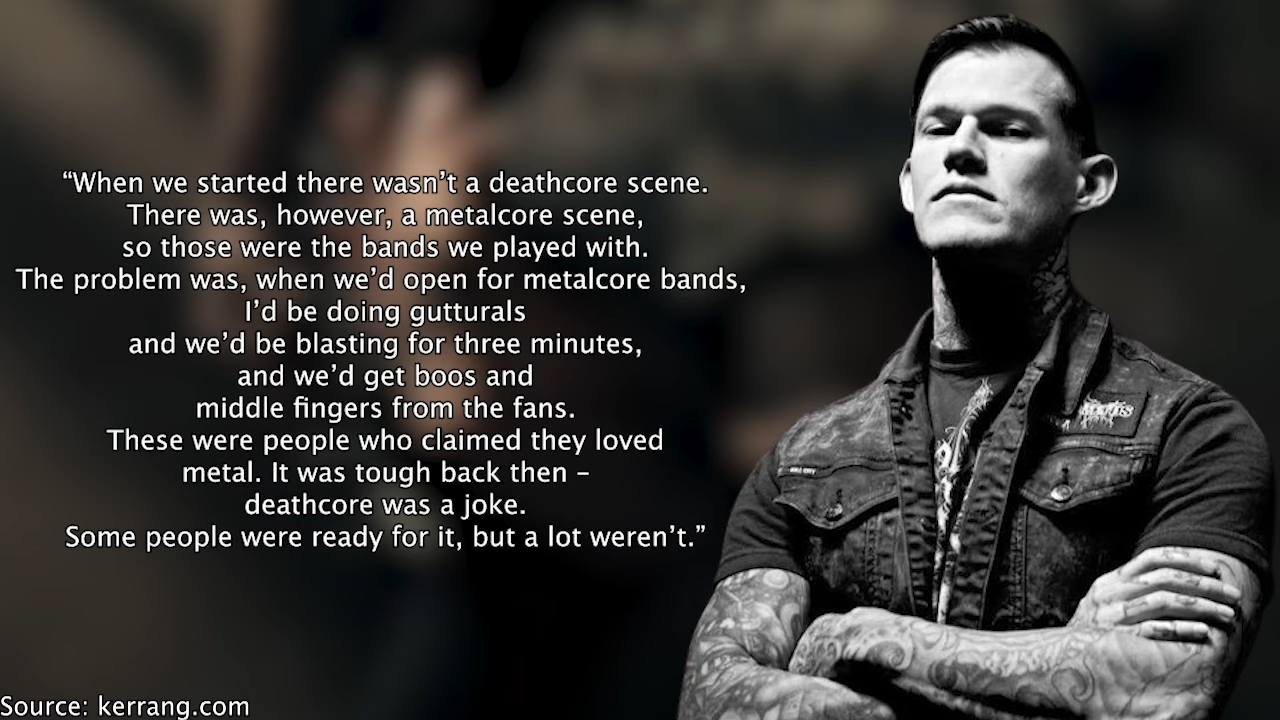 “When we started there wasn’t a deathcore scene.
There was, however, a metalcore scene,
so those were the bands we played with.
The problem was, when we’d open for metalcore bands,
I’d be doing gutturals
and we’d be blasting for three minutes,
and we’d get boos and
middle fingers from the fans.
These were people who claimed they loved
metal. It was tough back then –
deathcore was a joke.
Some people were ready for it, but a lot weren’t.”
Source: kerrang.com